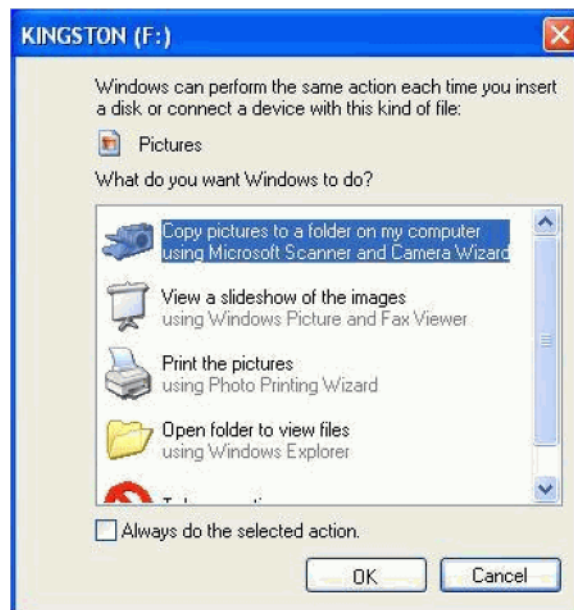 KINGSTON (F:)
Windows can perform the same action each time you insert
a disk or connect a device with this kind of file:
Pictures
What do you want Windows to do?
Copy pictures to a folder on my computer
using Microsoft Scanner and Camera Wizard
View a slideshow of the images
using Windows Picture and Fax Viewer
Print the pictures
using Photo Printing Wizard
Open folder to view files
using Windows Explorer
Always do the selected action.
OK
Cancel